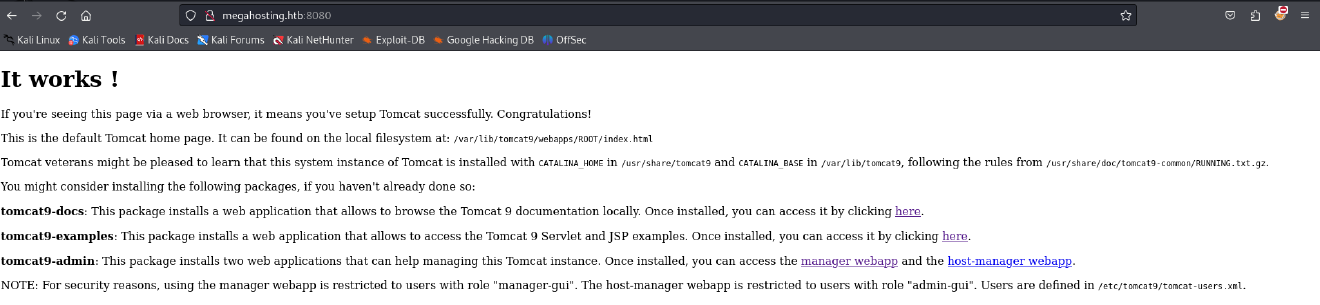 megahosting.htb:8080
Kali Linux Kali Tools Kali Docs Kali Forums Kali NetHunter Exploit-DB Google Hacking DB OffSec
It works !
If you're seeing this page via a web browser, it means you've setup Tomcat successfully. Congratulations!
This is the default Tomcat home page. It can be found on the local filesystem at: /var/lib/tomcat9/webapps/ROOT/index.html
Tomcat veterans might be pleased to learn that this system instance of Tomcat is installed with CATALINA_HOME in /usr/share/tomcat9 and CATALINA_BASE in /var/lib/tomcat9, following the rules from /usr/share/doc/tomcat9-common/RUNNING.txt.gz.
You might consider installing the following packages, if you haven't already done so:
tomcat9-docs: This package installs a web application that allows to browse the Tomcat 9 documentation locally. Once installed, you can access it by clicking here.
tomcat9-examples: This package installs a web application that allows to access the Tomcat 9 Servlet and JSP examples. Once installed, you can access it by clicking here.
tomcat9-admin: This package installs two web applications that can help managing this Tomcat instance. Once installed, you can access the manager webapp and the host-manager webapp.
NOTE: For security reasons, using the manager webapp is restricted to users with role "manager-gui". The host-manager webapp is restricted to users with role "admin-gui". Users are defined in /etc/tomcat9/tomcat-users.xml.